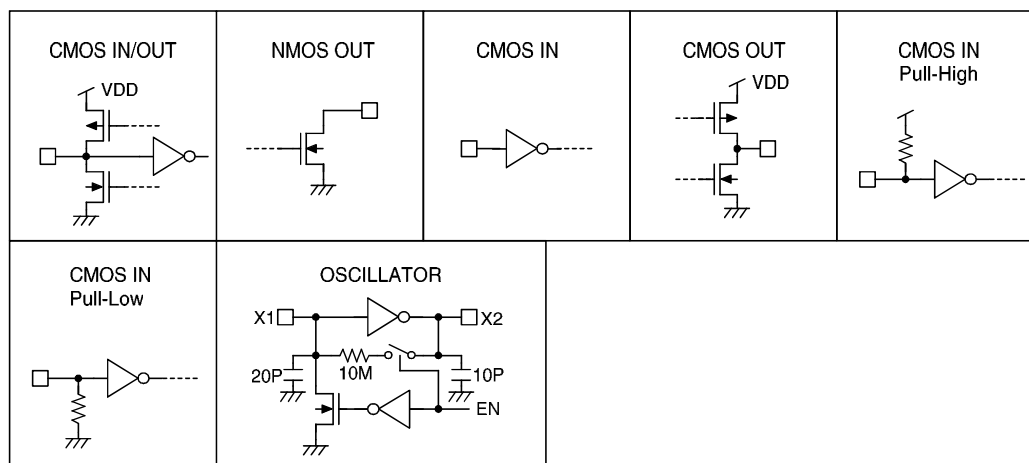 CMOS IN/OUT
VDD
NMOS OUT
CMOS IN
CMOS OUT
VDD
CMOS IN
Pull-High
CMOS IN
Pull-Low
OSCILLATOR
X1
X2
20P
10M
10P
EN